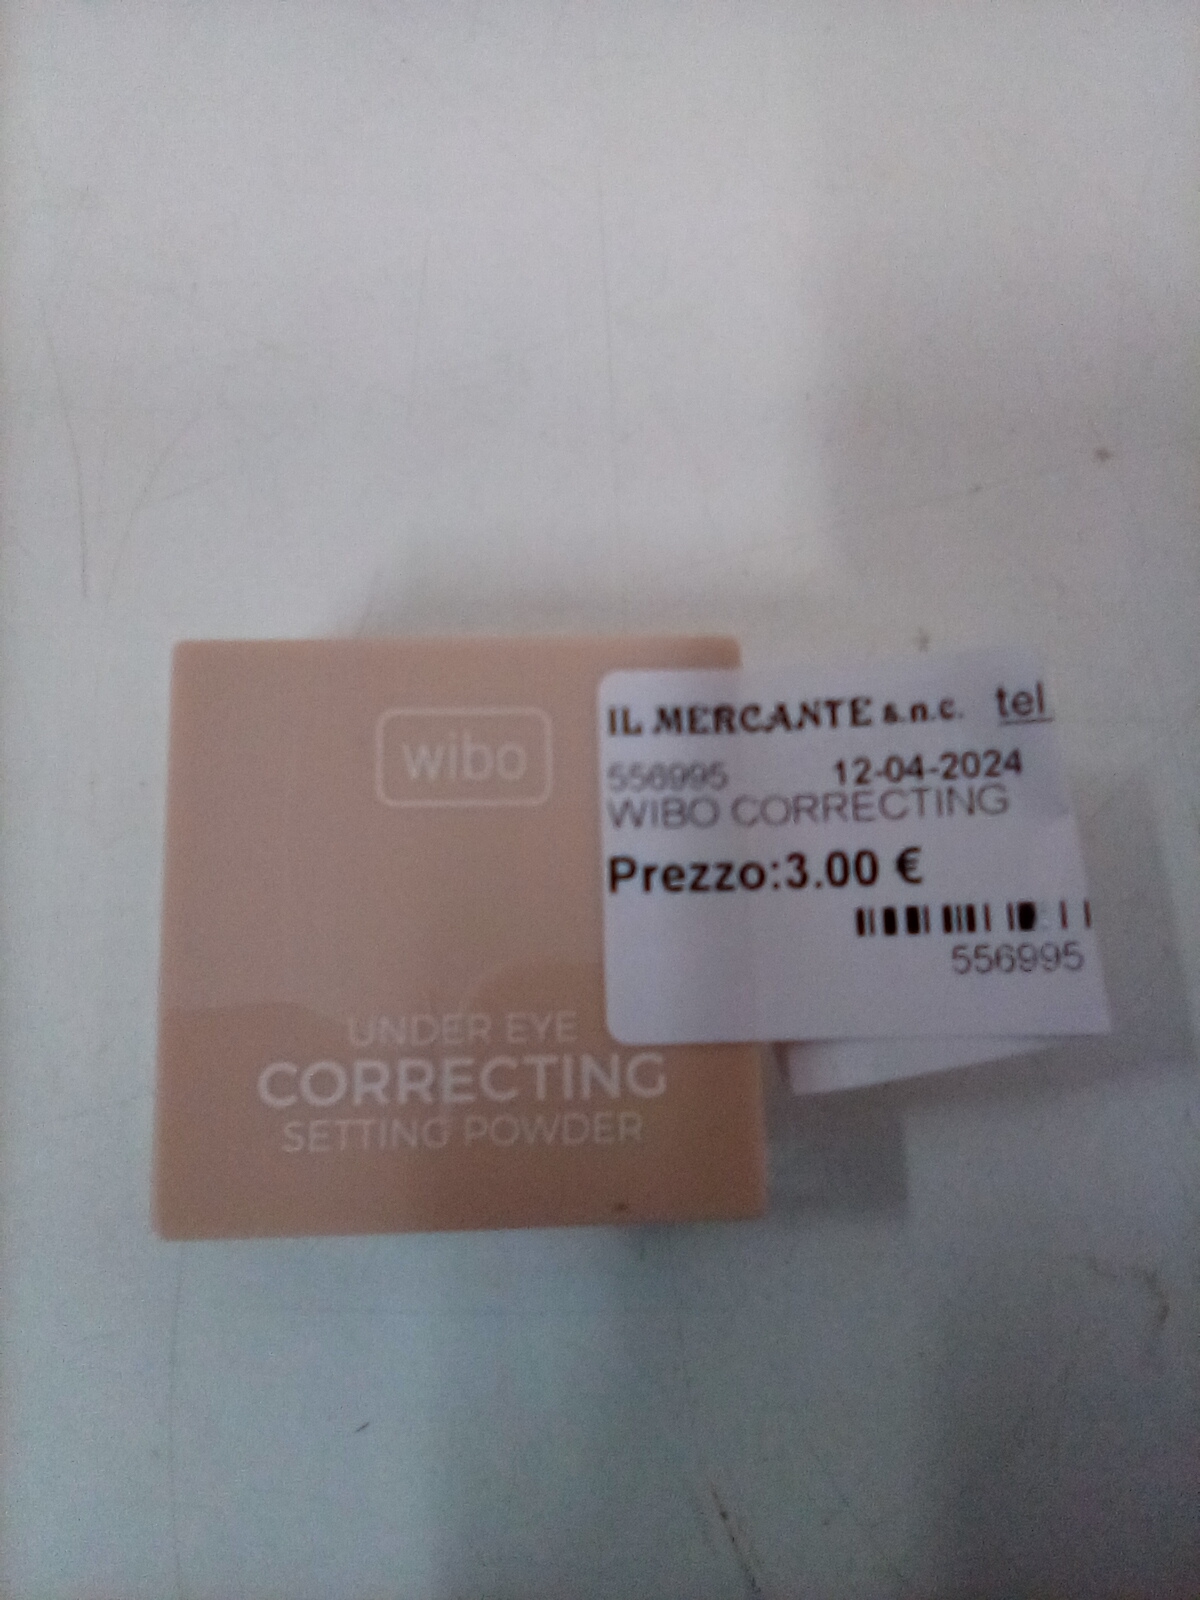 wibo
UNDER EYE
CORRECTING
SETTING POWDER
IL MERCANTE s.n.c. tel
556995 12-04-2024
WIBO CORRECTING
Prezzo:3.00 €
556995